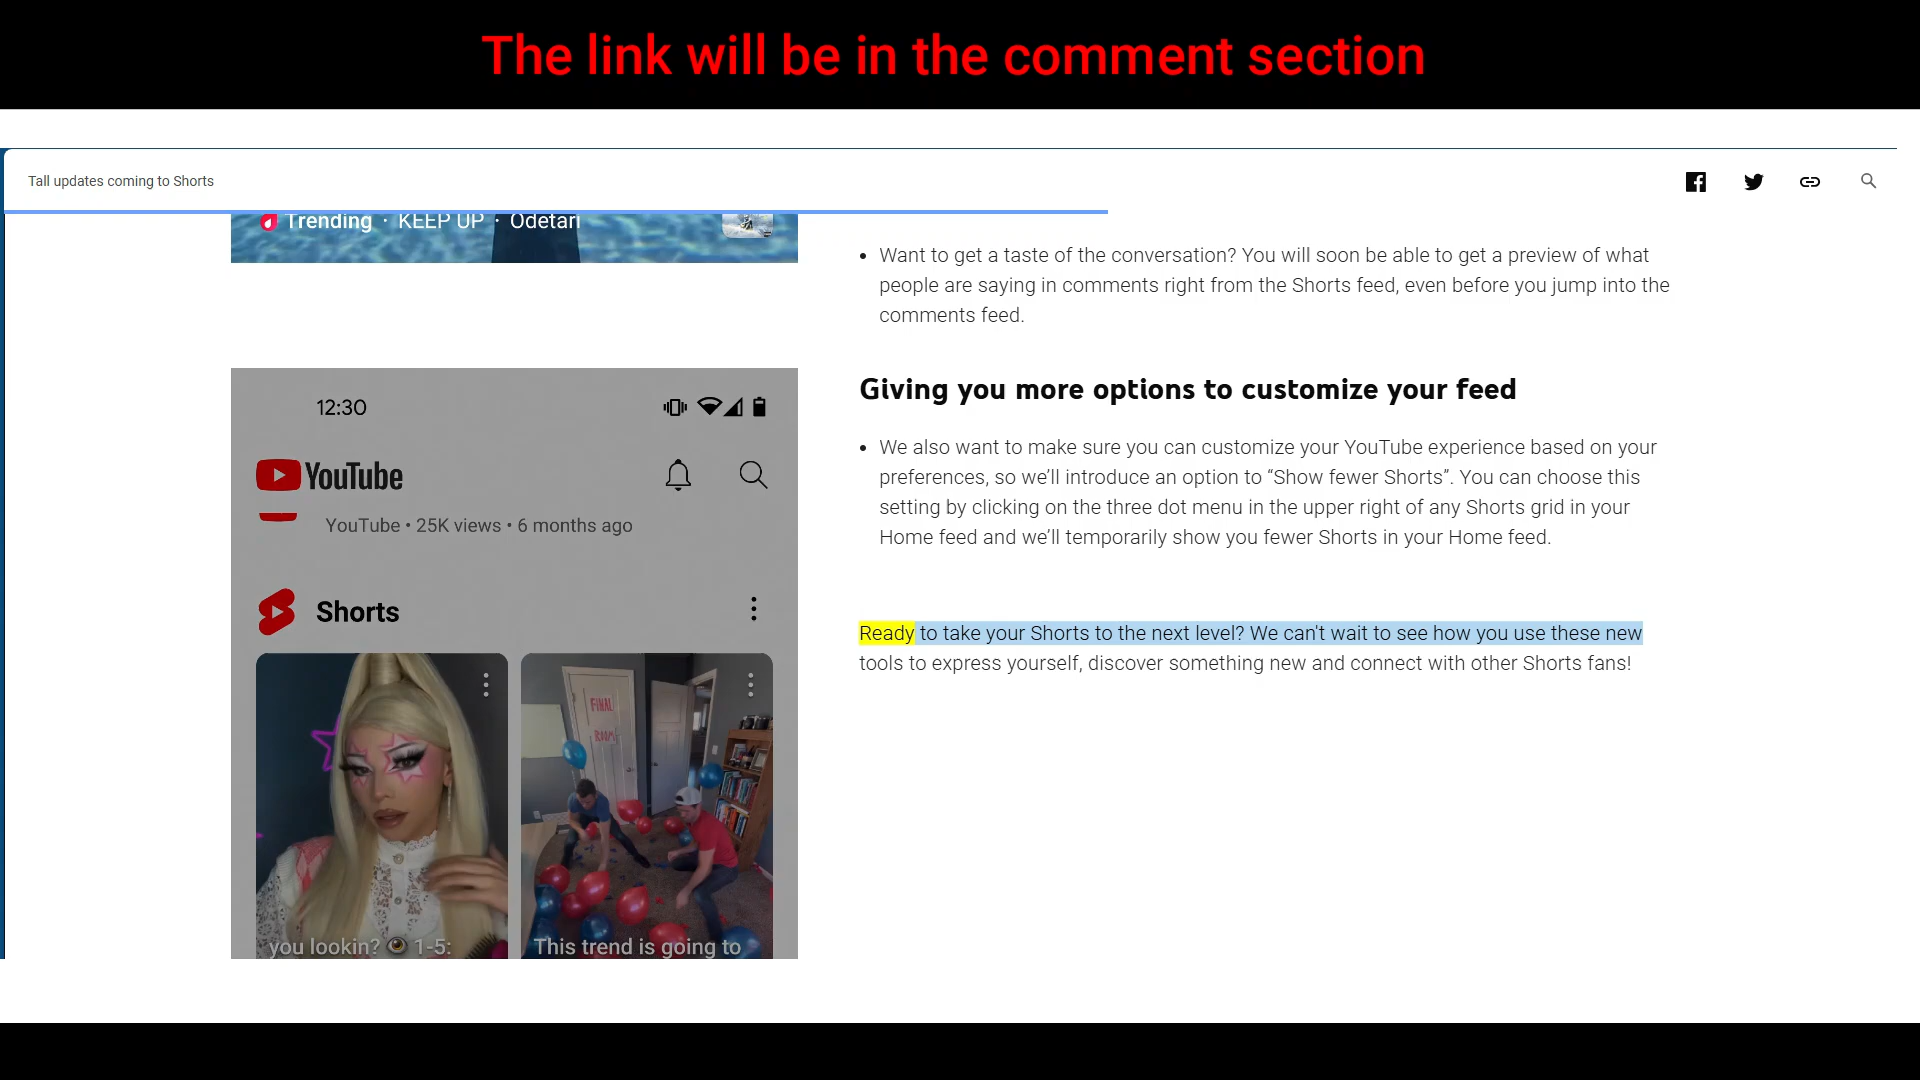 The link will be in the comment section
Tall updates coming to Shorts
Trending · KEEP UP · Odetari
• Want to get a taste of the conversation? You will soon be able to get a preview of what
people are saying in comments right from the Shorts feed, even before you jump into the
comments feed.
12:30
YouTube
YouTube • 25K views • 6 months ago
Shorts
FINAL
ROOM
you lookin? 👁 1-5:
This trend is going to
Giving you more options to customize your feed
• We also want to make sure you can customize your YouTube experience based on your
preferences, so we’ll introduce an option to “Show fewer Shorts”. You can choose this
setting by clicking on the three dot menu in the upper right of any Shorts grid in your
Home feed and we’ll temporarily show you fewer Shorts in your Home feed.
Ready to take your Shorts to the next level? We can't wait to see how you use these new
tools to express yourself, discover something new and connect with other Shorts fans!